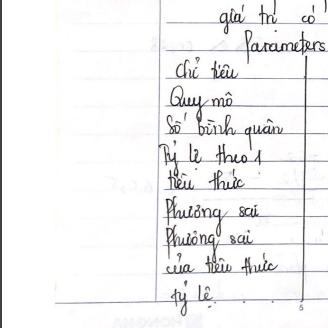 giá trị có
Parameters
Chỉ tiêu
Quy mô
Số bình quân
Tỷ lệ theo 1
tiêu thức
Phương sai
Phương sai
của tiêu thức
tỷ lệ